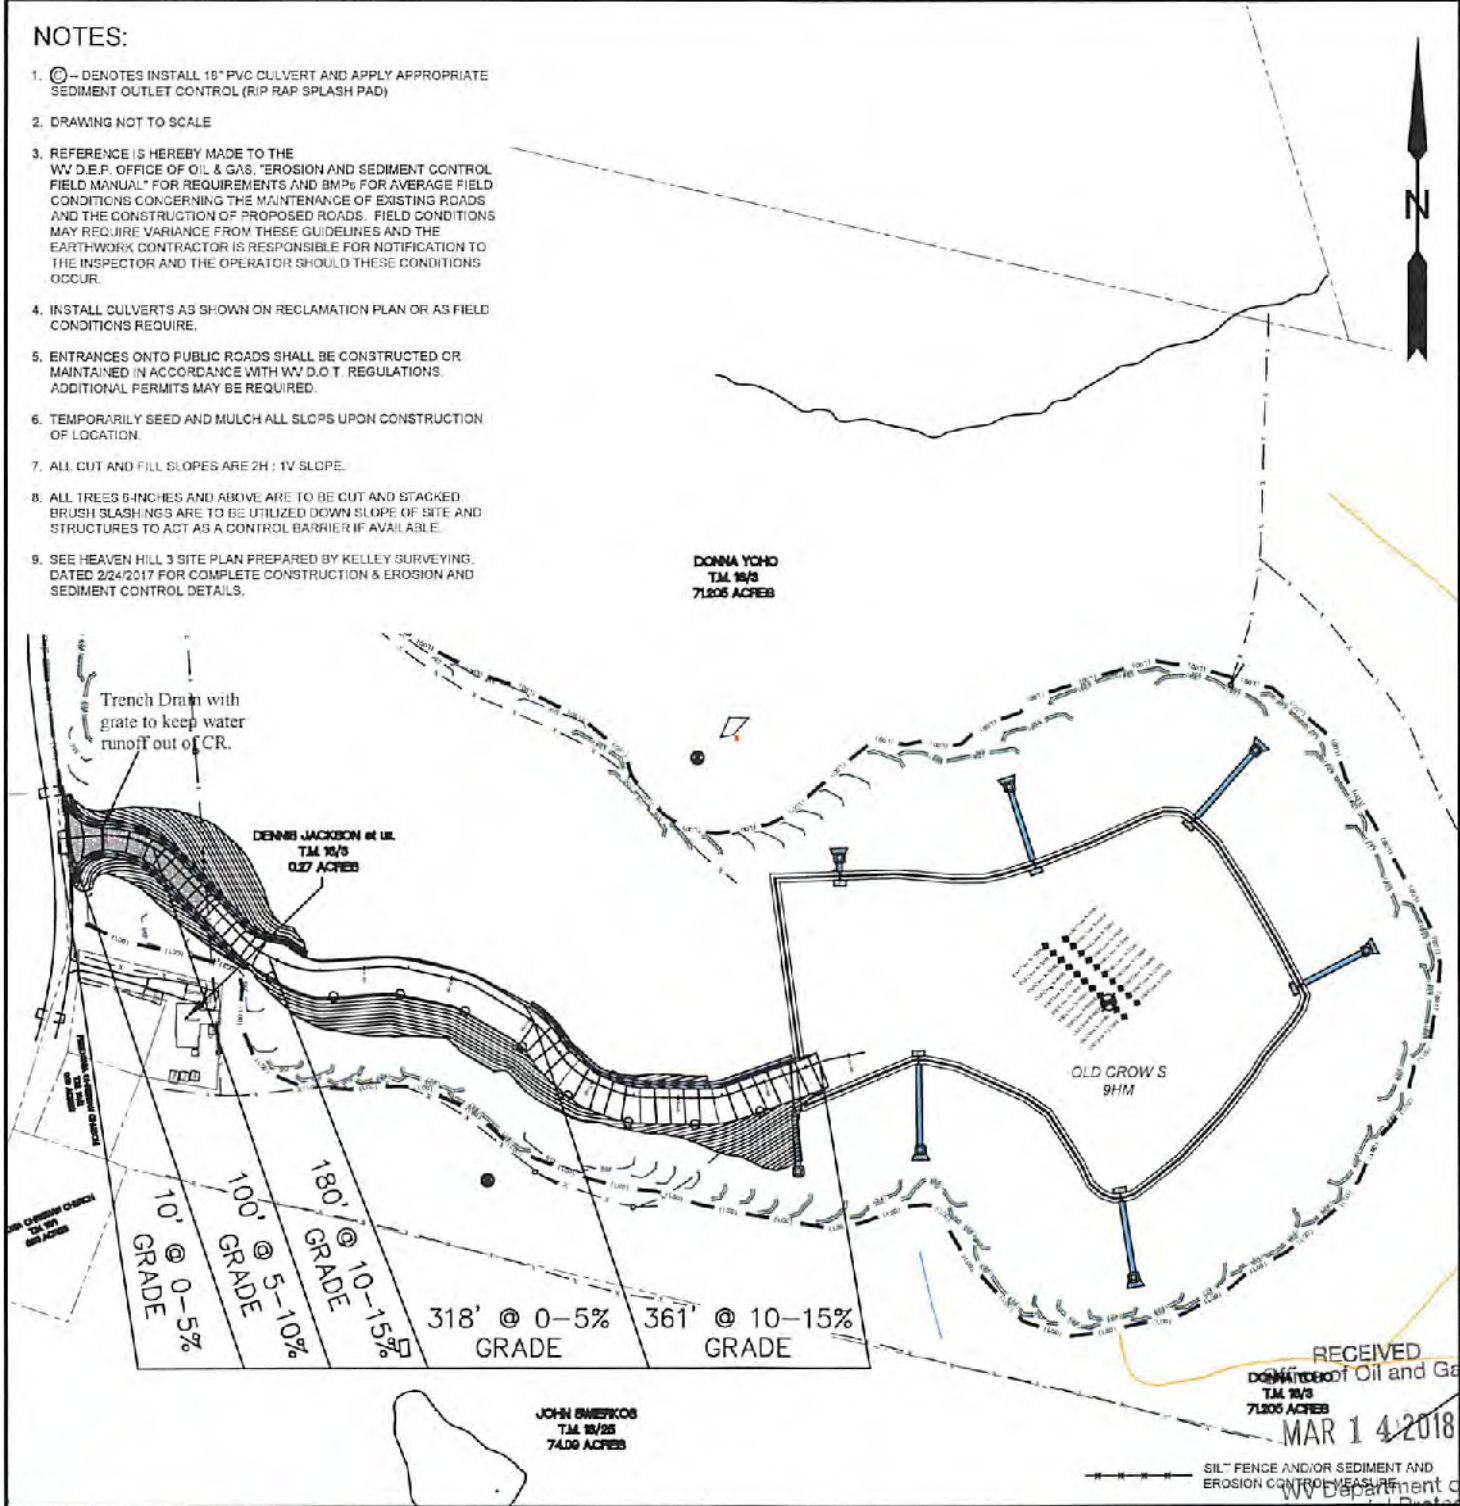 NOTES:
1. Ⓒ – DENOTES INSTALL 18" PVC CULVERT AND APPLY APPROPRIATE
SEDIMENT OUTLET CONTROL (RIP RAP SPLASH PAD)
2. DRAWING NOT TO SCALE
3. REFERENCE IS HEREBY MADE TO THE
WV D.E.P. OFFICE OF OIL & GAS, "EROSION AND SEDIMENT CONTROL
FIELD MANUAL" FOR REQUIREMENTS AND BMPs FOR AVERAGE FIELD
CONDITIONS CONCERNING THE MAINTENANCE OF EXISTING ROADS
AND THE CONSTRUCTION OF PROPOSED ROADS. FIELD CONDITIONS
MAY REQUIRE VARIANCE FROM THESE GUIDELINES AND THE
EARTHWORK CONTRACTOR IS RESPONSIBLE FOR NOTIFICATION TO
THE INSPECTOR AND THE OPERATOR SHOULD THESE CONDITIONS
OCCUR.
4. INSTALL CULVERTS AS SHOWN ON RECLAMATION PLAN OR AS FIELD
CONDITIONS REQUIRE.
5. ENTRANCES ONTO PUBLIC ROADS SHALL BE CONSTRUCTED OR
MAINTAINED IN ACCORDANCE WITH WV D.O.T. REGULATIONS.
ADDITIONAL PERMITS MAY BE REQUIRED.
6. TEMPORARILY SEED AND MULCH ALL SLOPS UPON CONSTRUCTION
OF LOCATION.
7. ALL CUT AND FILL SLOPES ARE 2H : 1V SLOPE.
8. ALL TREES 6-INCHES AND ABOVE ARE TO BE CUT AND STACKED.
BRUSH SLASHINGS ARE TO BE UTILIZED DOWN SLOPE OF SITE AND
STRUCTURES TO ACT AS A CONTROL BARRIER IF AVAILABLE.
9. SEE HEAVEN HILL 3 SITE PLAN PREPARED BY KELLEY SURVEYING,
DATED 2/24/2017 FOR COMPLETE CONSTRUCTION & EROSION AND
SEDIMENT CONTROL DETAILS.
N
DONNA YOHO
T.M. 16/3
71.205 ACRES
Trench Drain with
grate to keep water
runoff out of CR.
DENNIS JACKSON et ux.
T.M. 16/3
0.27 ACRES
OLD CROW S
9HM
CHRISTIAN CHURCH
10' @ 0-5%
GRADE
100' @ 5-10%
GRADE
180' @ 10-15%
GRADE
318' @ 0-5%
GRADE
361' @ 10-15%
GRADE
JOHN SWIERKOS
T.M. 16/25
74.09 ACRES
RECEIVED
Office of Oil and Ga
DONNA YOHO
T.M. 16/3
71.205 ACRES
MAR 14 2018
SILT FENCE AND/OR SEDIMENT AND
EROSION CONTROL MEASURE
WV Department o